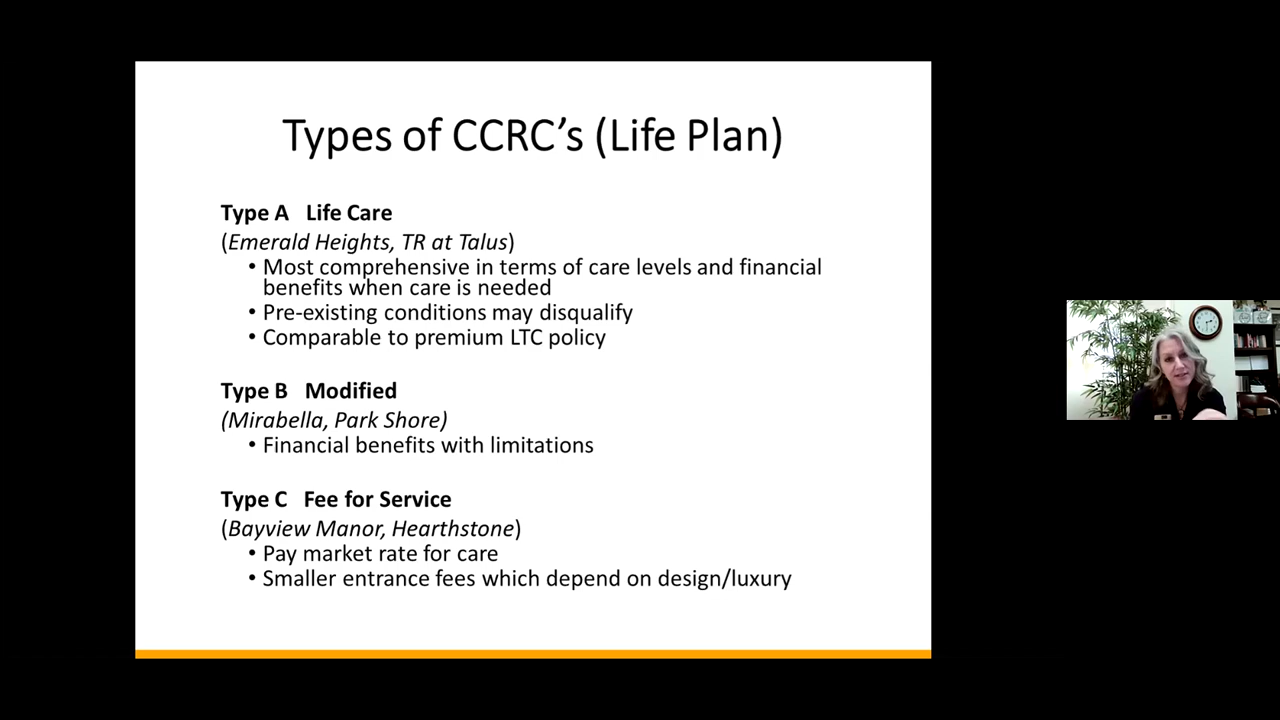 Types of CCRC’s (Life Plan)
Type A Life Care
(Emerald Heights, TR at Talus)
• Most comprehensive in terms of care levels and financial
benefits when care is needed
• Pre-existing conditions may disqualify
• Comparable to premium LTC policy
Type B Modified
(Mirabella, Park Shore)
• Financial benefits with limitations
Type C Fee for Service
(Bayview Manor, Hearthstone)
• Pay market rate for care
• Smaller entrance fees which depend on design/luxury